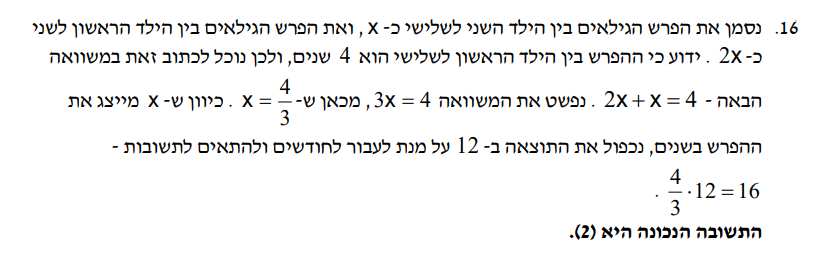 16. נסמן את הפרש הגילאים בין הילד השני לשלישי כ- x , ואת הפרש הגילאים בין הילד הראשון לשני
כ- 2x . ידוע כי ההפרש בין הילד הראשון לשלישי הוא 4 שנים, ולכן נוכל לכתוב זאת במשוואה
הבאה - 2x + x = 4 . נפשט את המשוואה 3x = 4 , מכאן ש- x = 4/3 . כיוון ש- x מייצג את
ההפרש בשנים, נכפול את התוצאה ב- 12 על מנת לעבור לחודשים ולהתאים לתשובות -
4/3 · 12 = 16 .
התשובה הנכונה היא (2).